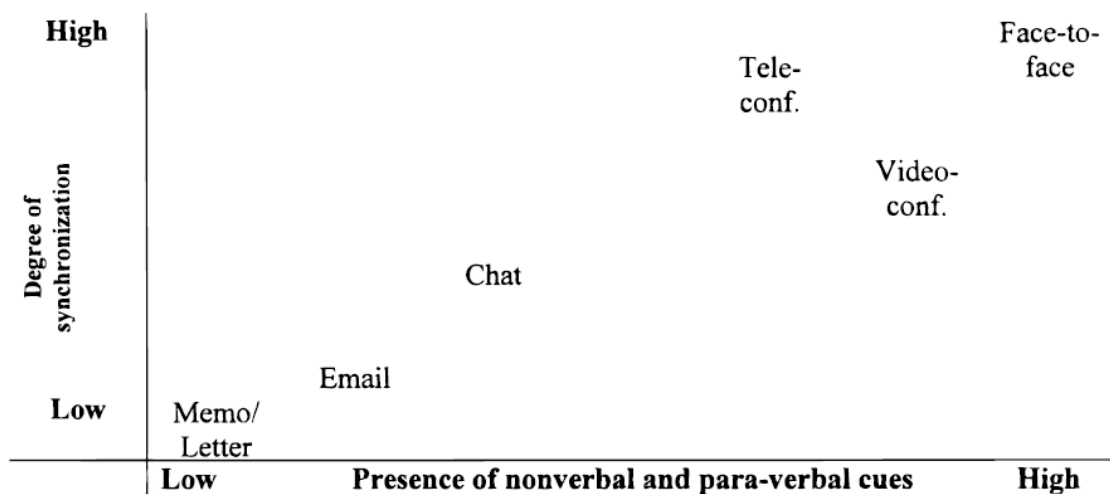 High
Face-to-
face
Tele-
conf.
Video-
conf.
Degree of
synchronization
Chat
Email
Low
Memo/
Letter
Low
Presence of nonverbal and para-verbal cues
High